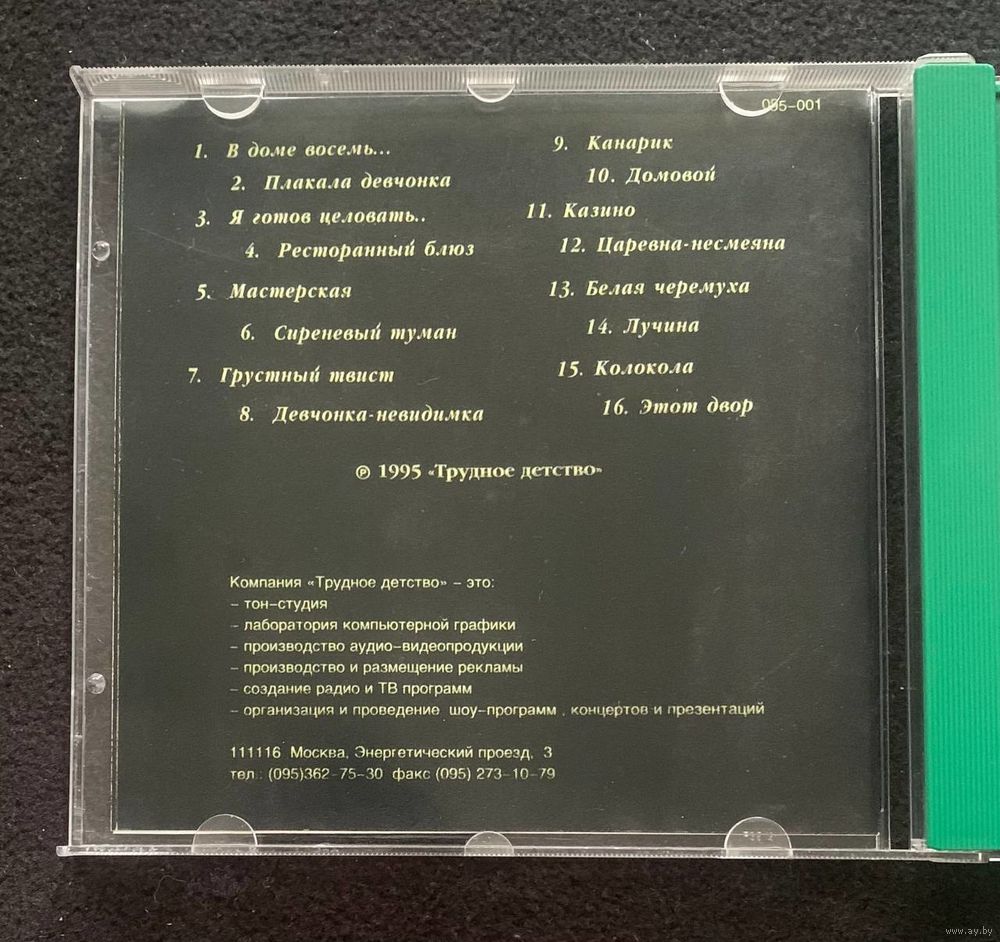 095-001
1. В доме восемь...
2. Плакала девчонка
3. Я готов целовать..
4. Ресторанный блюз
5. Мастерская
6. Сиреневый туман
7. Грустный твист
8. Девчонка-невидимка
9. Канарик
10. Домовой
11. Казино
12. Царевна-несмеяна
13. Белая черемуха
14. Лучина
15. Колокола
16. Этот двор
℗ 1995 «Трудное детство»
Компания «Трудное детство» – это:
– тон–студия
– лаборатория компьютерной графики
– производство аудио–видеопродукции
– производство и размещение рекламы
– создание радио и ТВ программ
– организация и проведение шоу–программ , концертов и презентаций
111116 Москва, Энергетический проезд, 3
тел.: (095)362-75-30 факс (095) 273-10-79
www.ay.by